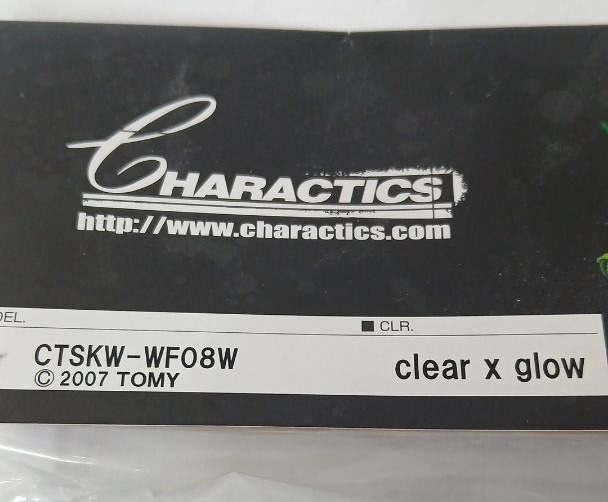 CHARACTICS
http://www.charactics.com
DEL.
■ CLR.
CTSKW-WF08W
clear x glow
© 2007 TOMY